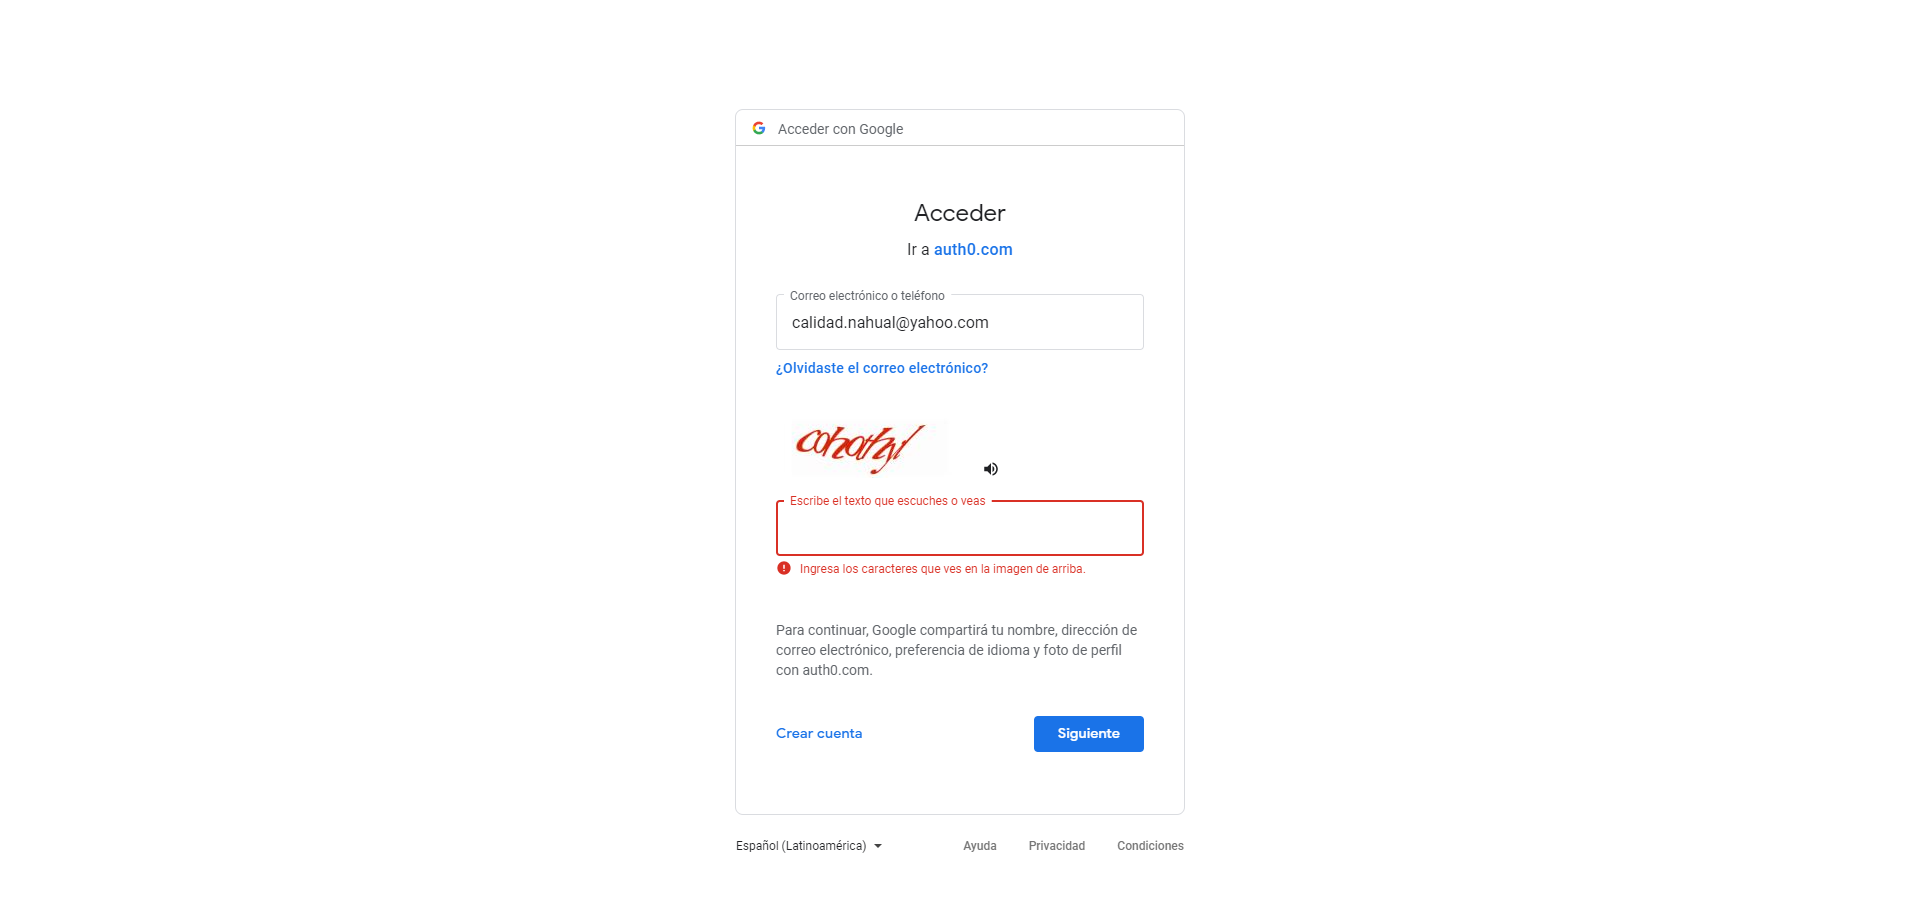 Acceder con Google
Acceder
Ir a auth0.com
Correo electrónico o teléfono
calidad.nahual@yahoo.com
¿Olvidaste el correo electrónico?
Escribe el texto que escuches o veas
Ingresa los caracteres que ves en la imagen de arriba.
Para continuar, Google compartirá tu nombre, dirección de
correo electrónico, preferencia de idioma y foto de perfil
con auth0.com.
Crear cuenta
Siguiente
Español (Latinoamérica)
Ayuda
Privacidad
Condiciones